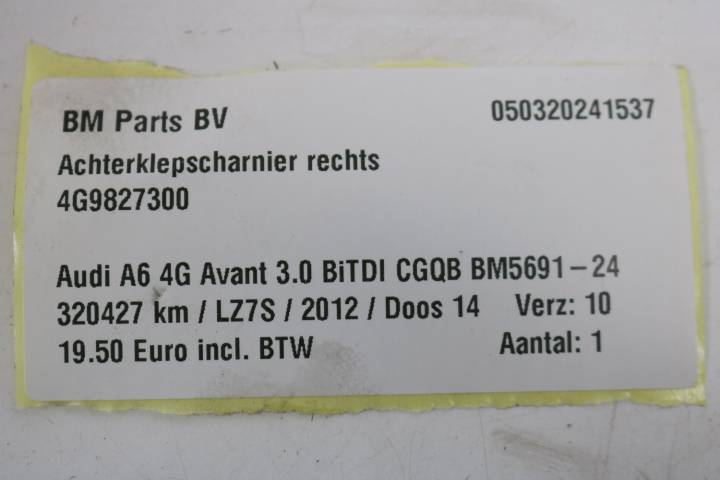 BM Parts BV 050320241537
Achterklepscharnier rechts
4G9827300
Audi A6 4G Avant 3.0 BiTDI CGQB BM5691-24
320427 km / LZ7S / 2012 / Doos 14 Verz: 10
19.50 Euro incl. BTW Aantal: 1